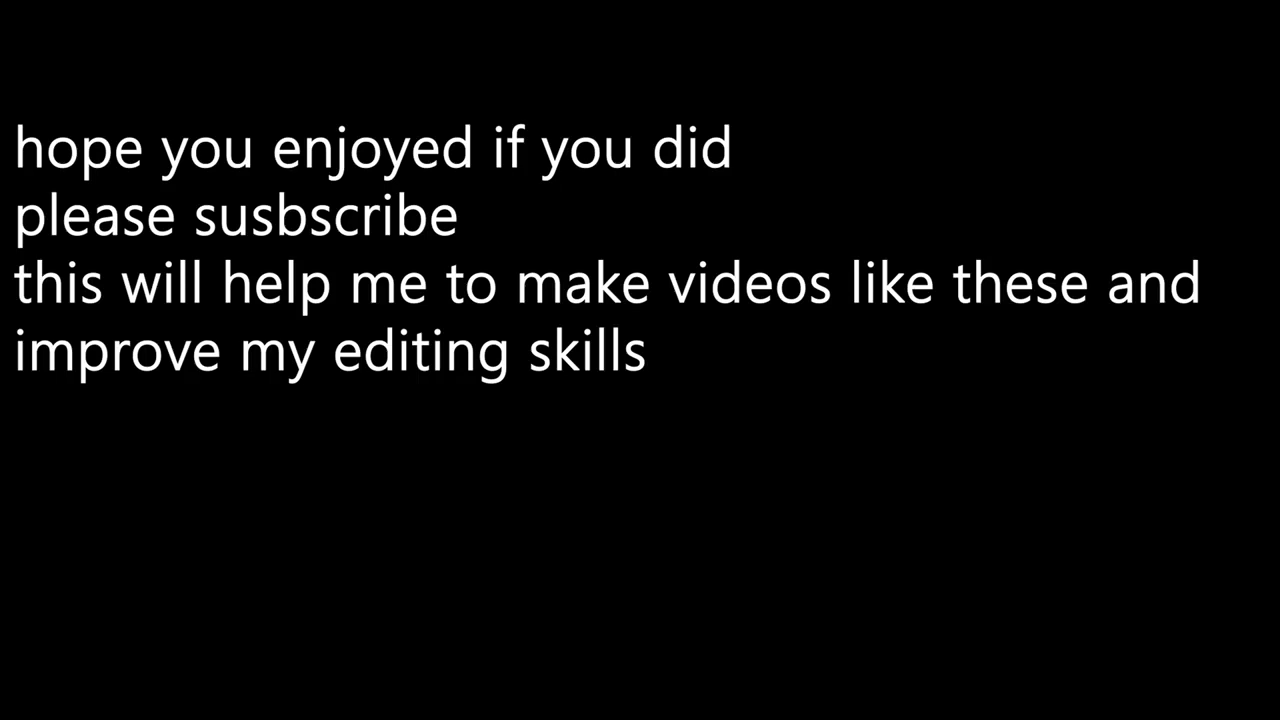 hope you enjoyed if you did
please susbscribe
this will help me to make videos like these and
improve my editing skills